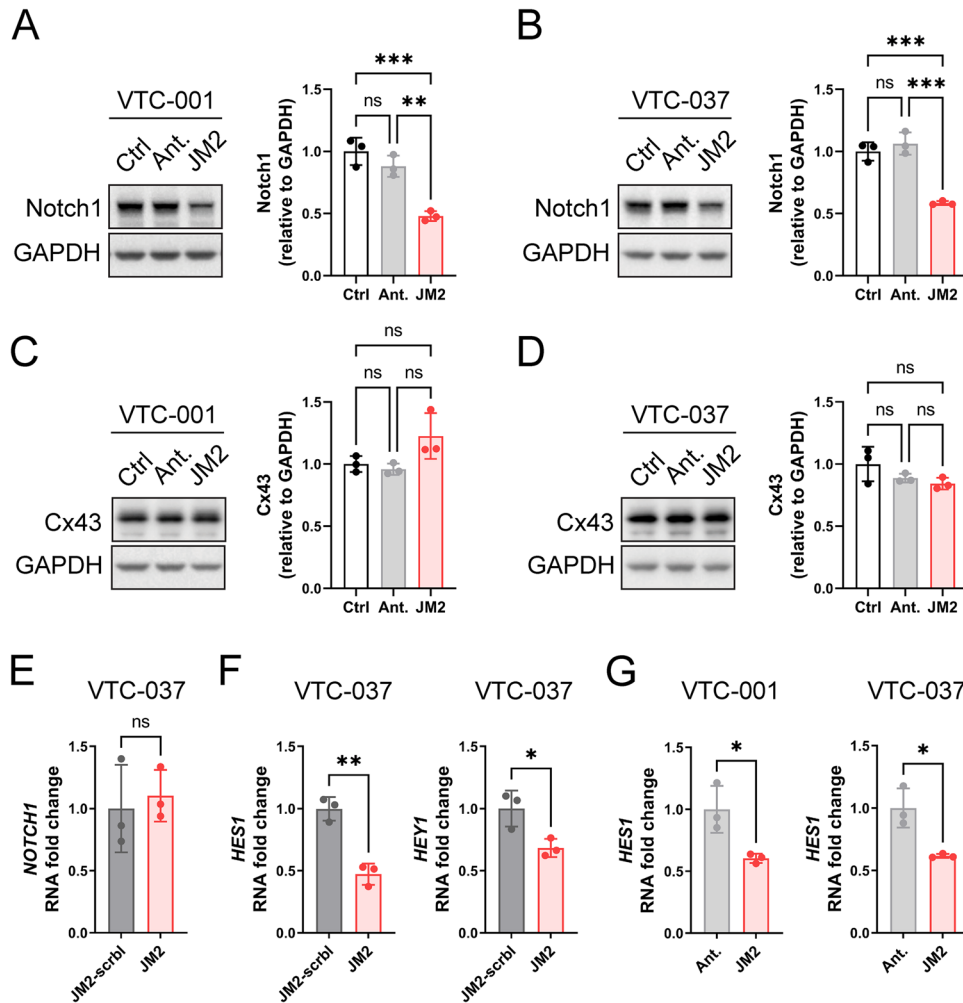 A
VTC-001
Ctrl Ant. JM2
Notch1
GAPDH
Notch1
(relative to GAPDH)
1.5
1.0
0.5
0.0
***
ns **
Ctrl Ant. JM2
B
VTC-037
Ctrl Ant. JM2
Notch1
GAPDH
Notch1
(relative to GAPDH)
1.5
1.0
0.5
0.0
***
ns ***
Ctrl Ant. JM2
C
VTC-001
Ctrl Ant. JM2
Cx43
GAPDH
Cx43
(relative to GAPDH)
1.5
1.0
0.5
0.0
ns
ns ns
Ctrl Ant. JM2
D
VTC-037
Ctrl Ant. JM2
Cx43
GAPDH
Cx43
(relative to GAPDH)
1.5
1.0
0.5
0.0
ns
ns ns
Ctrl Ant. JM2
E
VTC-037
NOTCH1
RNA fold change
1.5
1.0
0.5
0.0
ns
JM2-scrbl JM2
F
VTC-037
HES1
RNA fold change
1.5
1.0
0.5
0.0
**
JM2-scrbl JM2
VTC-037
HEY1
RNA fold change
1.5
1.0
0.5
0.0
*
JM2-scrbl JM2
G
VTC-001
HES1
RNA fold change
1.5
1.0
0.5
0.0
*
Ant. JM2
VTC-037
HES1
RNA fold change
1.5
1.0
0.5
0.0
*
Ant. JM2